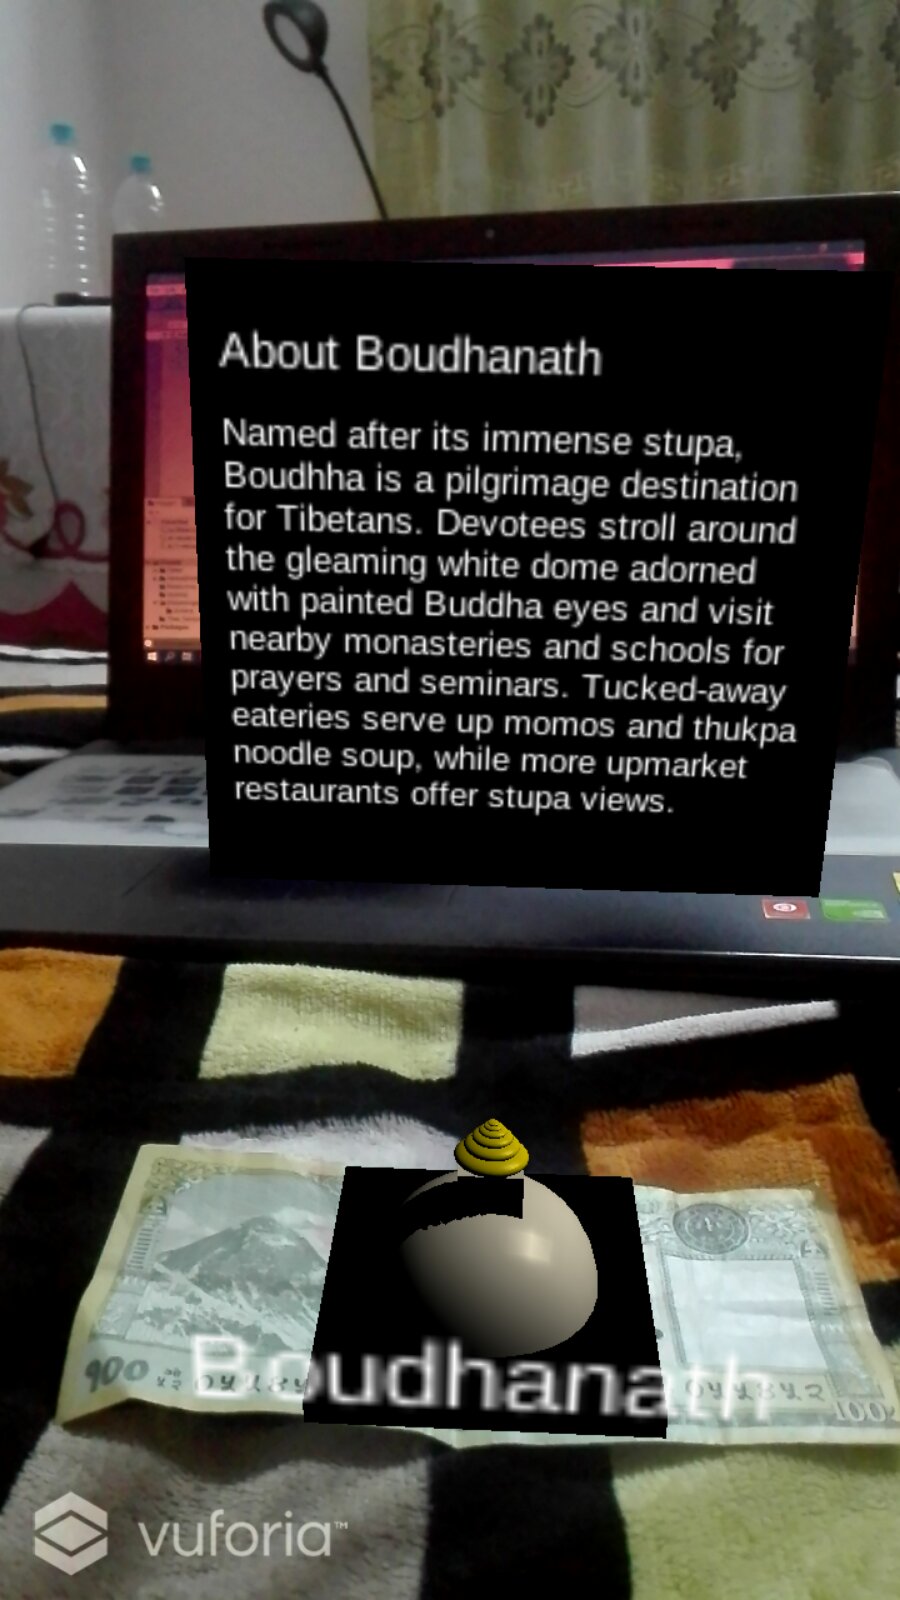 About Boudhanath
Named after its immense stupa,
Boudhha is a pilgrimage destination
for Tibetans. Devotees stroll around
the gleaming white dome adorned
with painted Buddha eyes and visit
nearby monasteries and schools for
prayers and seminars. Tucked-away
eateries serve up momos and thukpa
noodle soup, while more upmarket
restaurants offer stupa views.
Boudhanath
१००
100
vuforia™